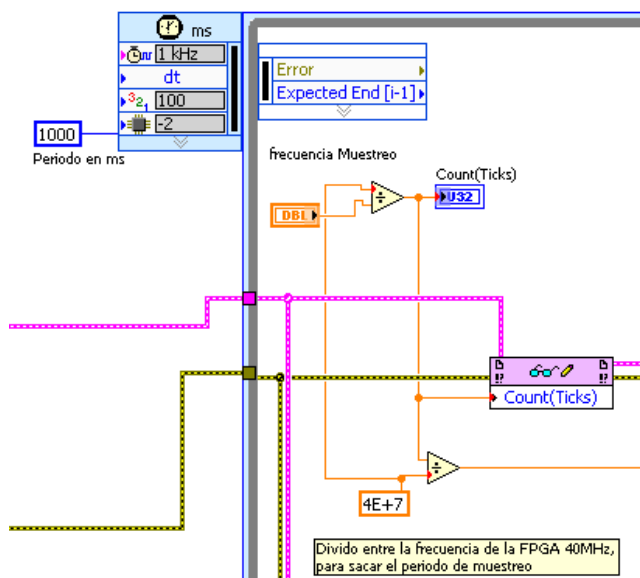 ms
1 kHz
dt
321 100
-2
1000
Periodo en ms
Error
Expected End [i-1]
frecuencia Muestreo
Count(Ticks)
DBL
U32
Count(Ticks)
4E+7
Divido entre la frecuencia de la FPGA 40MHz,
para sacar el periodo de muestreo